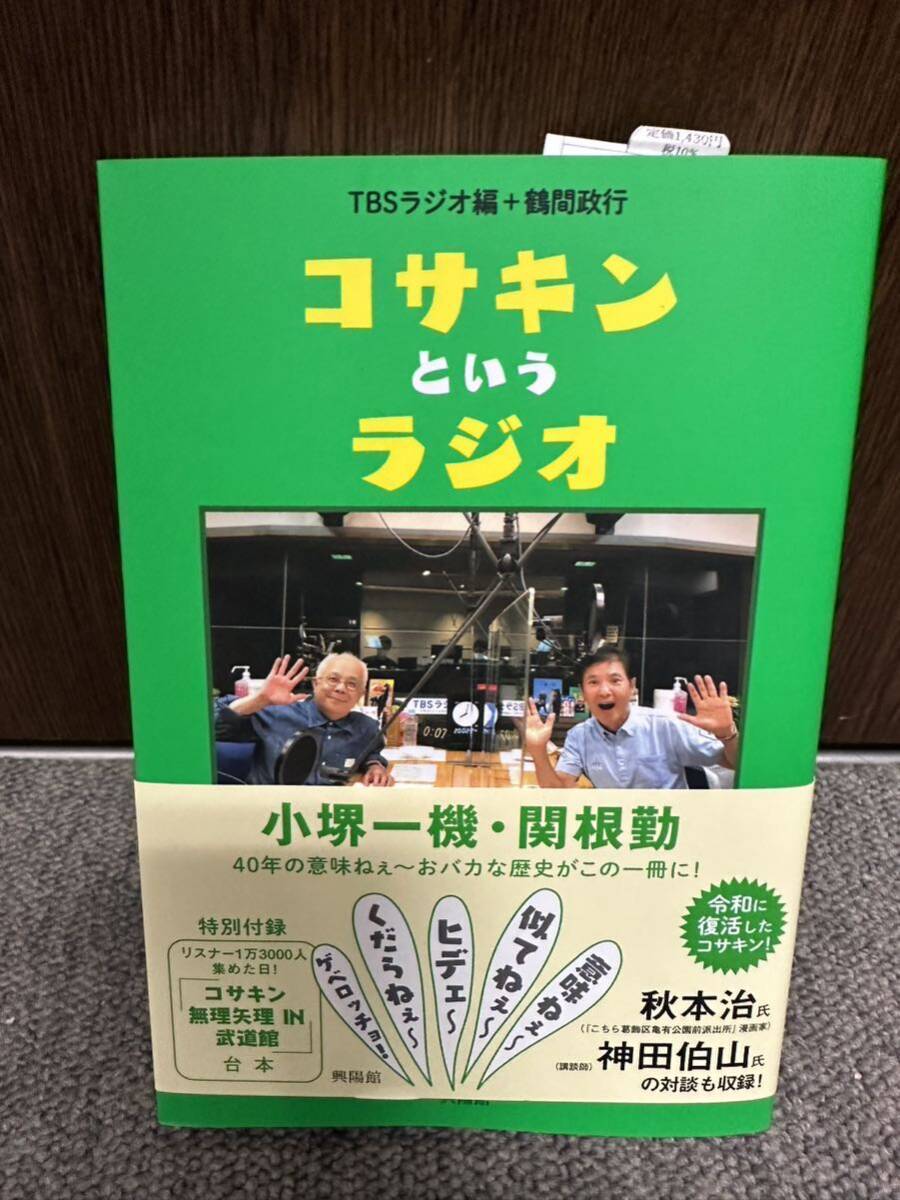 定価1,430円
税10%
TBSラジオ編+鶴間政行
コサキン
という
ラジオ
TBSラジ
0:07
小堺一機・関根勤
40年の意味ねぇ〜おバカな歴史がこの一冊に!
令和に
復活した
コサキン!
特別付録
リスナー1万3000人
集めた日!
「コサキン
無理矢理 IN
武道館」
台本
ゲベロッチョ!
くだらねぇ〜
ヒデェ〜
似てねぇ〜
意味ねぇ〜
秋本治氏
(『こちら葛飾区亀有公園前派出所』漫画家)
(講談師)神田伯山氏
の対談も収録!
興陽館